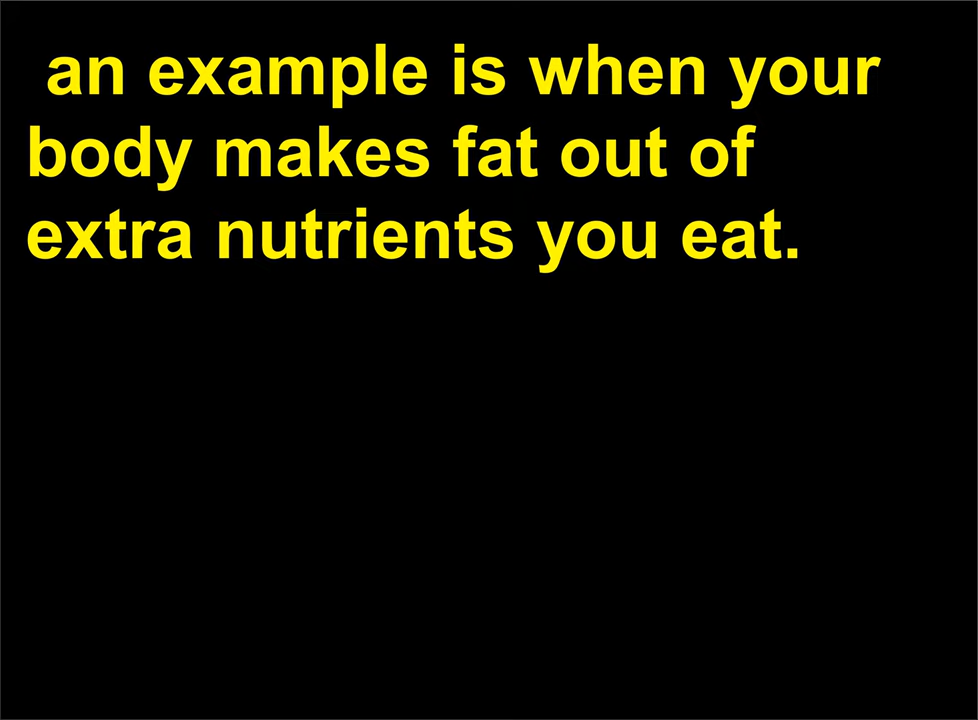 an example is when your
body makes fat out of
extra nutrients you eat.